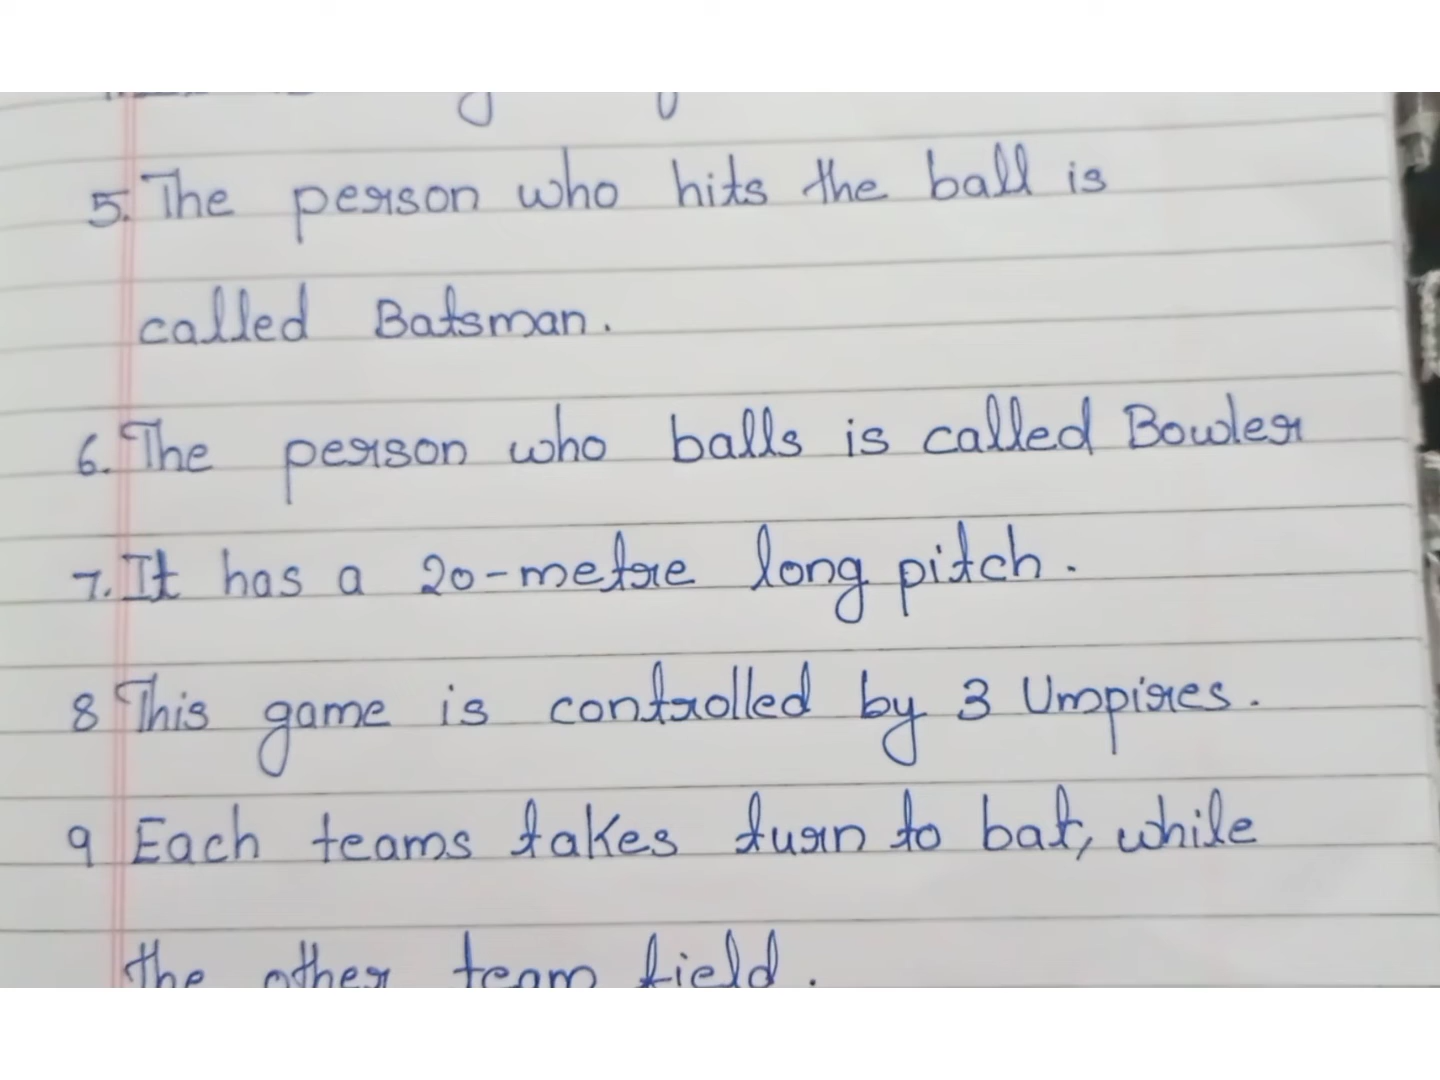 5. The person who hits the ball is
called Batsman.
6. The person who balls is called Bowler
7. It has a 20-metre long pitch.
8 This game is controlled by 3 Umpires.
9 Each teams takes turn to bat, while
the other team field.